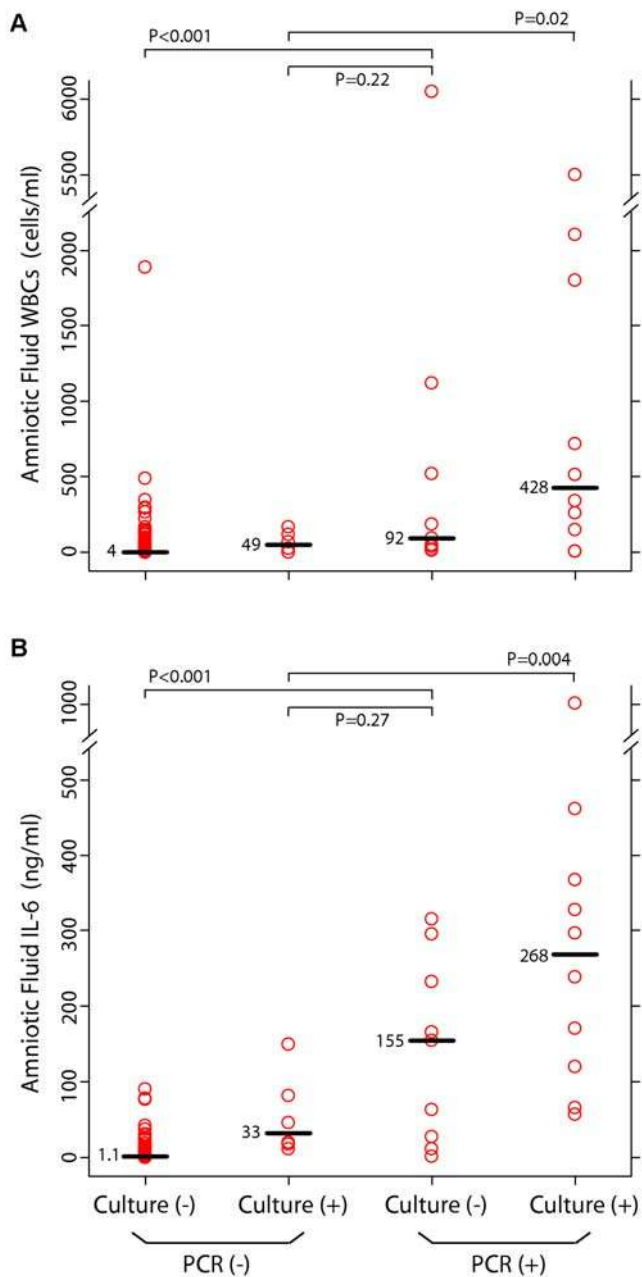 A
P<0.001
P=0.02
P=0.22
Amniotic Fluid WBCs (cells/ml)
6000
5500
2000
1500
1000
500
0
4
49
92
428
B
P<0.001
P=0.004
P=0.27
Amniotic Fluid IL-6 (ng/ml)
1000
500
400
300
200
100
0
1.1
33
155
268
Culture (-) Culture (+) Culture (-) Culture (+)
PCR (-) PCR (+)